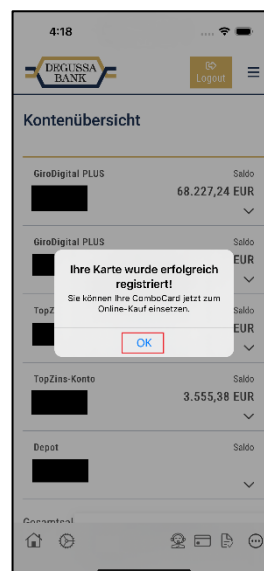 4:18
DEGUSSA
BANK
Logout
Kontenübersicht
GiroDigital PLUS Saldo
68.227,24 EUR
GiroDigital PLUS Saldo
EUR
Ihre Karte wurde erfolgreich
registriert!
Sie können Ihre ComboCard jetzt zum
Online-Kauf einsetzen.
OK
TopZ
EUR
TopZins-Konto Saldo
3.555,38 EUR
Depot Saldo